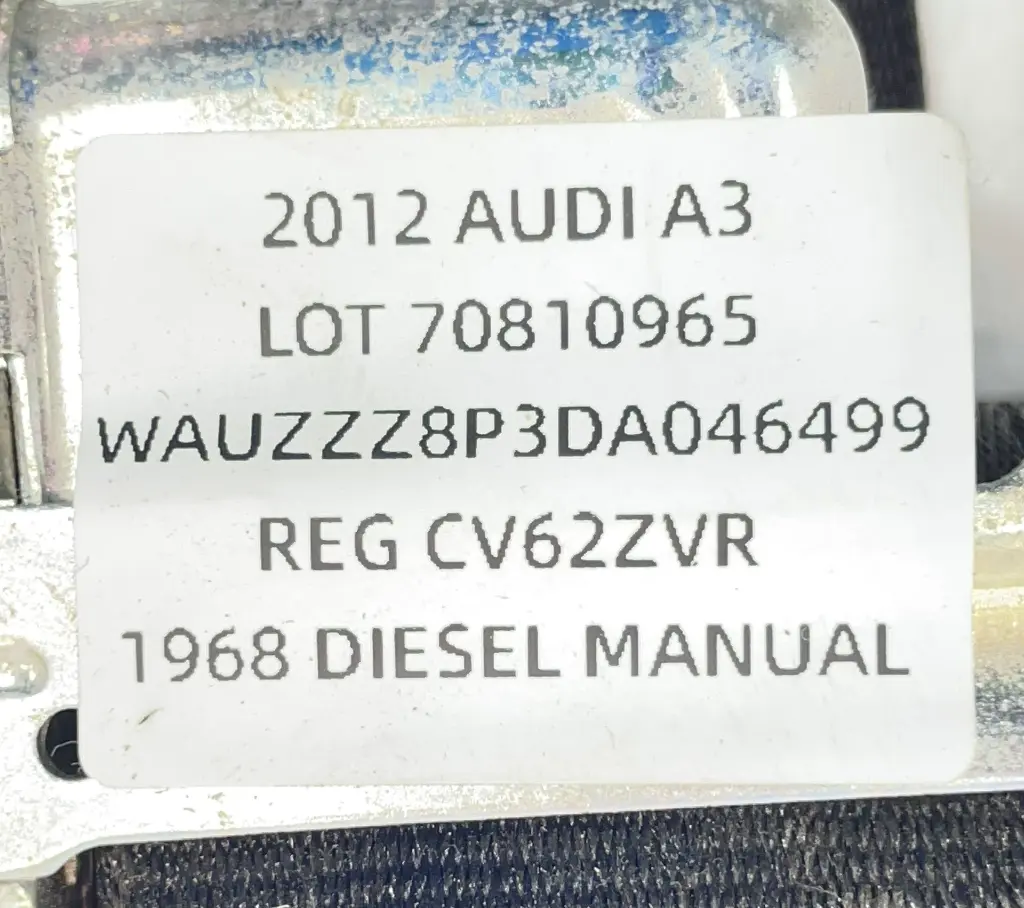 2012 AUDI A3
LOT 70810965
WAUZZZ8P3DA046499
REG CV62ZVR
1968 DIESEL MANUAL